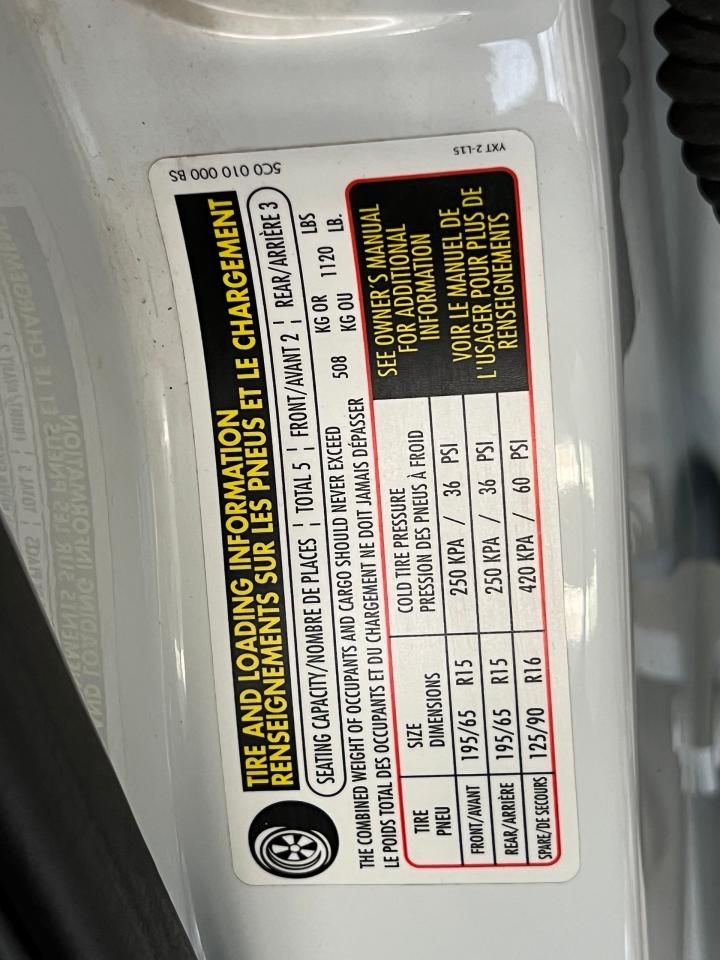 5C0 010 000 BS
YXT 2-L15
TIRE AND LOADING INFORMATION
RENSEIGNEMENTS SUR LES PNEUS ET LE CHARGEMENT
SEATING CAPACITY/NOMBRE DE PLACES ¦ TOTAL 5 ¦ FRONT/AVANT 2 ¦ REAR/ARRIÈRE 3
THE COMBINED WEIGHT OF OCCUPANTS AND CARGO SHOULD NEVER EXCEED 508 KG OR 1120 LBS
LE POIDS TOTAL DES OCCUPANTS ET DU CHARGEMENT NE DOIT JAMAIS DÉPASSER KG OU LB.
TIRE SIZE COLD TIRE PRESSURE
PNEU DIMENSIONS PRESSION DES PNEUS À FROID
FRONT/AVANT 195/65 R15 250 KPA / 36 PSI
REAR/ARRIÈRE 195/65 R15 250 KPA / 36 PSI
SPARE/DE SECOURS 125/90 R16 420 KPA / 60 PSI
SEE OWNER'S MANUAL
FOR ADDITIONAL
INFORMATION
VOIR LE MANUEL DE
L'USAGER POUR PLUS DE
RENSEIGNEMENTS